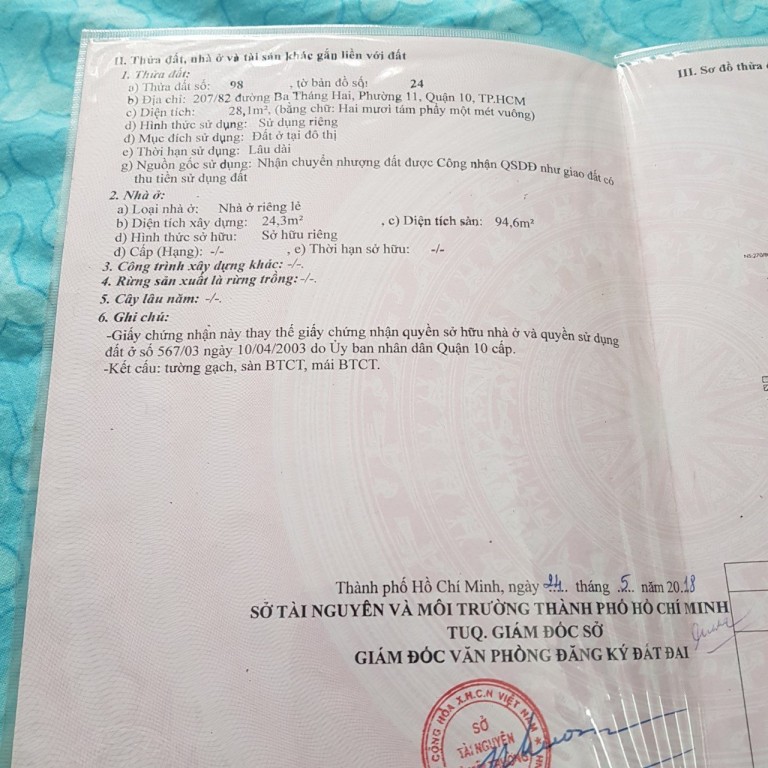 II. Thửa đất, nhà ở và tài sản khác gắn liền với đất
1. Thửa đất:
a) Thửa đất số: 98 , tờ bản đồ số: 24
b) Địa chỉ: 207/82 đường Ba Tháng Hai, Phường 11, Quận 10, TP.HCM
c) Diện tích: 28,1m², (bằng chữ: Hai mươi tám phẩy một mét vuông)
d) Hình thức sử dụng: Sử dụng riêng
đ) Mục đích sử dụng: Đất ở tại đô thị
e) Thời hạn sử dụng: Lâu dài
g) Nguồn gốc sử dụng: Nhận chuyển nhượng đất được Công nhận QSDĐ như giao đất có
thu tiền sử dụng đất
2. Nhà ở:
a) Loại nhà ở: Nhà ở riêng lẻ
b) Diện tích xây dựng: 24,3m² , c) Diện tích sàn: 94,6m²
d) Hình thức sở hữu: Sở hữu riêng
đ) Cấp (Hạng): -/- , e) Thời hạn sở hữu: -/-
3. Công trình xây dựng khác: -/-.
4. Rừng sản xuất là rừng trồng: -/-.
5. Cây lâu năm: -/-.
6. Ghi chú:
-Giấy chứng nhận này thay thế giấy chứng nhận quyền sở hữu nhà ở và quyền sử dụng
đất ở số 567/03 ngày 10/04/2003 do Ủy ban nhân dân Quận 10 cấp.
-Kết cấu: tường gạch, sàn BTCT, mái BTCT.
Thành phố Hồ Chí Minh, ngày 24 tháng 5 năm 2018
SỞ TÀI NGUYÊN VÀ MÔI TRƯỜNG THÀNH PHỐ HỒ CHÍ MINH
TUQ. GIÁM ĐỐC SỞ
GIÁM ĐỐC VĂN PHÒNG ĐĂNG KÝ ĐẤT ĐAI
CỘNG HÒA X.H.C.N VIỆT NAM
SỞ
TÀI NGUYÊN
III. Sơ đồ thửa